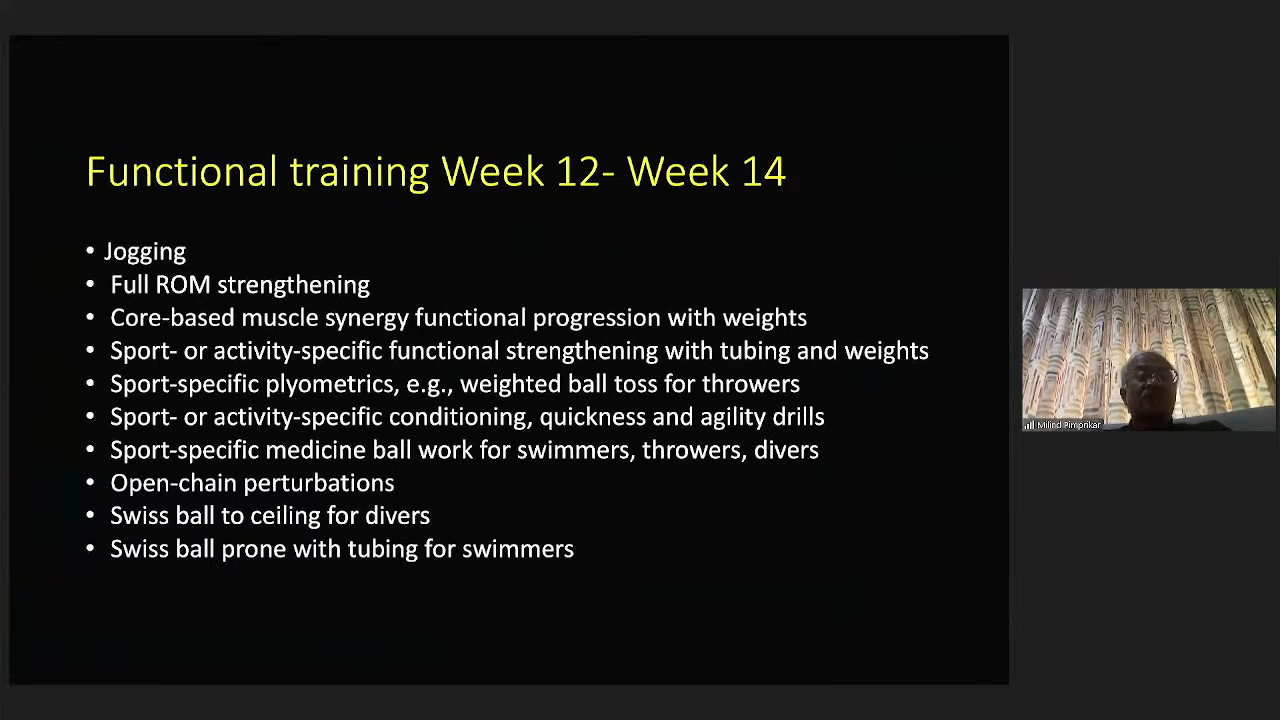 Functional training Week 12- Week 14
• Jogging
• Full ROM strengthening
• Core-based muscle synergy functional progression with weights
• Sport- or activity-specific functional strengthening with tubing and weights
• Sport-specific plyometrics, e.g., weighted ball toss for throwers
• Sport- or activity-specific conditioning, quickness and agility drills
• Sport-specific medicine ball work for swimmers, throwers, divers
• Open-chain perturbations
• Swiss ball to ceiling for divers
• Swiss ball prone with tubing for swimmers
Milind Pimprikar